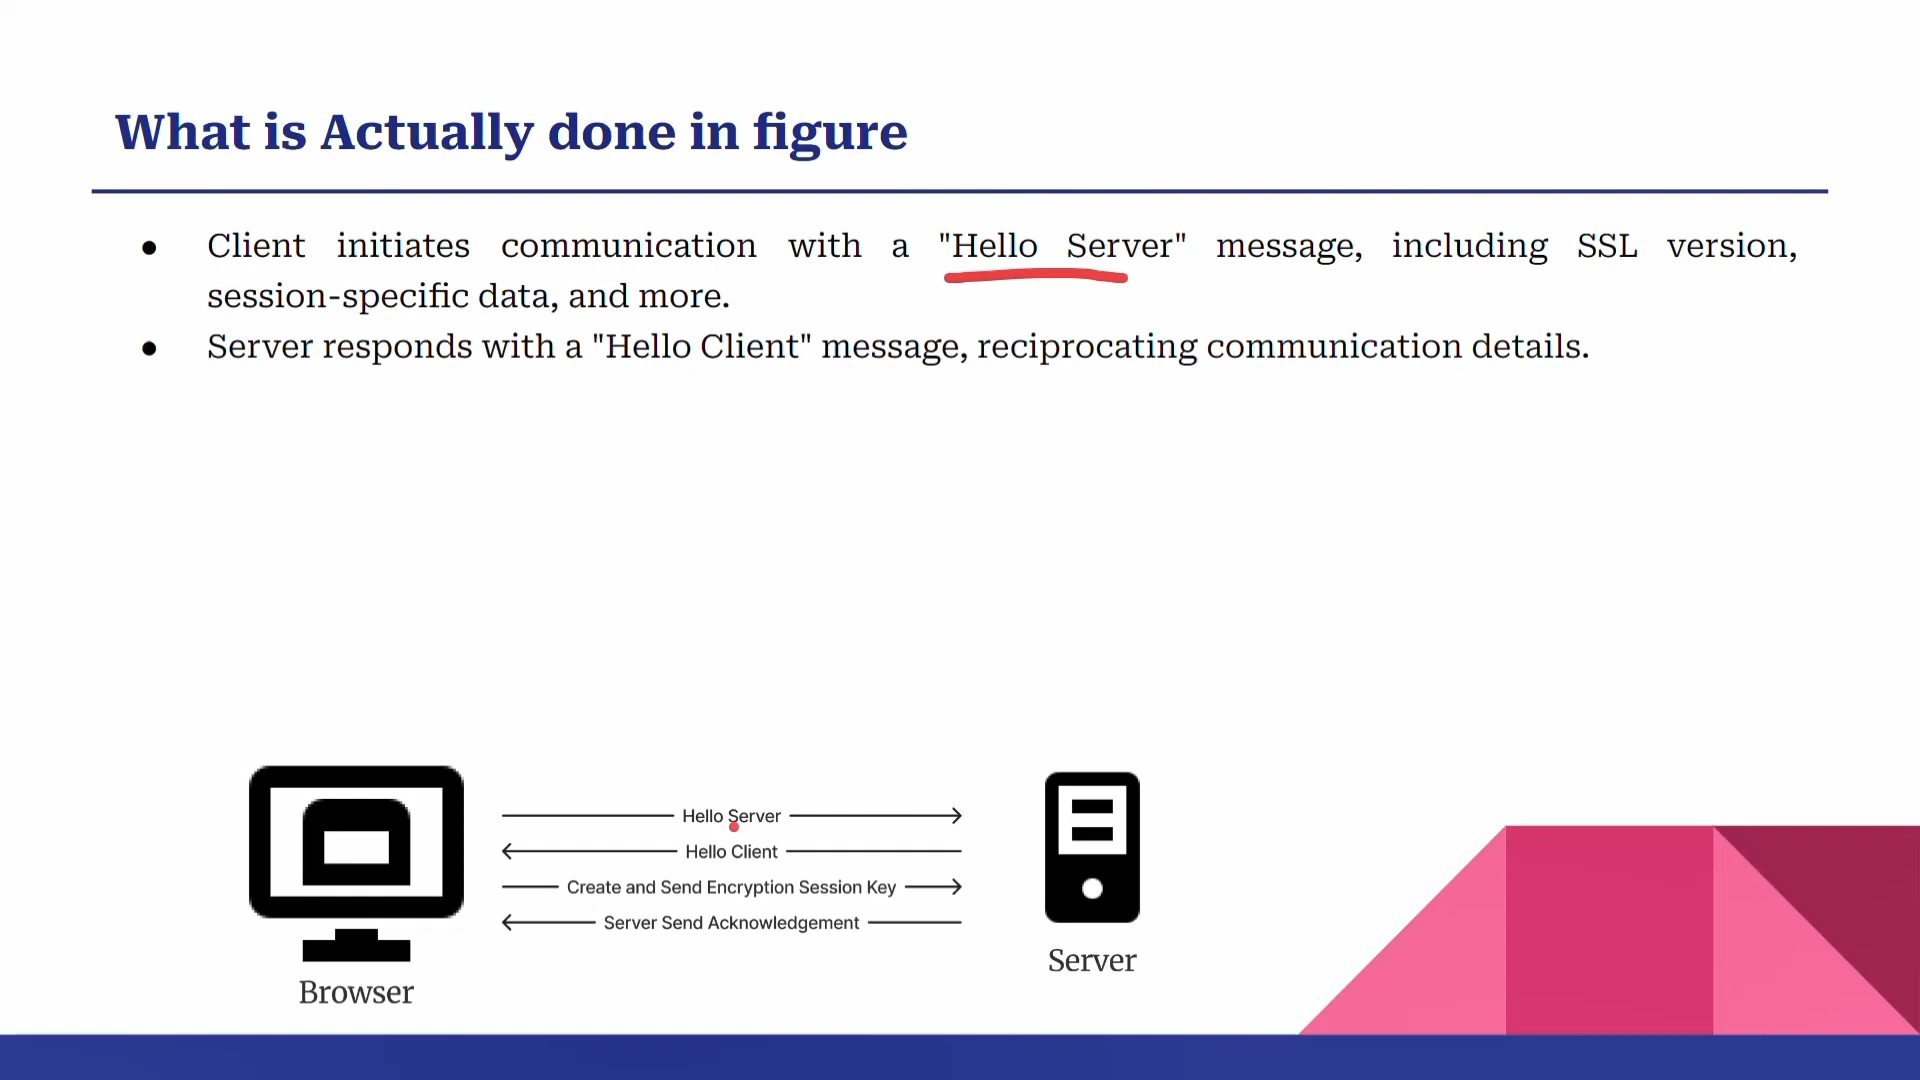 What is Actually done in figure
● Client initiates communication with a "Hello Server" message, including SSL version,
session-specific data, and more.
● Server responds with a "Hello Client" message, reciprocating communication details.
Hello Server
Hello Client
Create and Send Encryption Session Key
Server Send Acknowledgement
Browser
Server